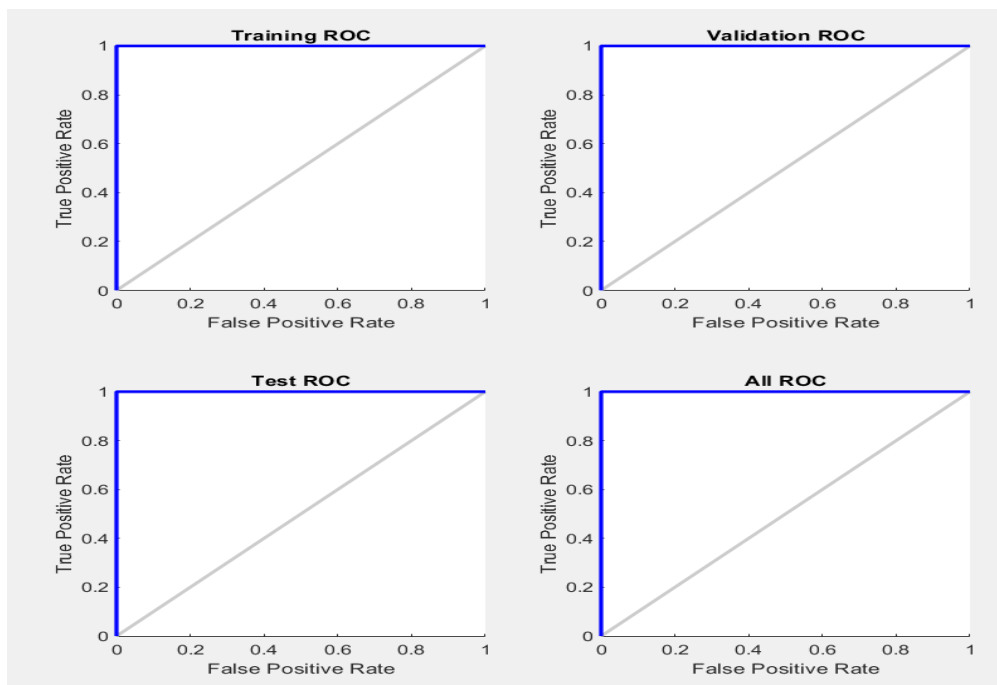 Training ROC
1
0.8
0.6
0.4
0.2
0
True Positive Rate
0 0.2 0.4 0.6 0.8 1
False Positive Rate
Validation ROC
1
0.8
0.6
0.4
0.2
0
True Positive Rate
0 0.2 0.4 0.6 0.8 1
False Positive Rate
Test ROC
1
0.8
0.6
0.4
0.2
0
True Positive Rate
0 0.2 0.4 0.6 0.8 1
False Positive Rate
All ROC
1
0.8
0.6
0.4
0.2
0
True Positive Rate
0 0.2 0.4 0.6 0.8 1
False Positive Rate